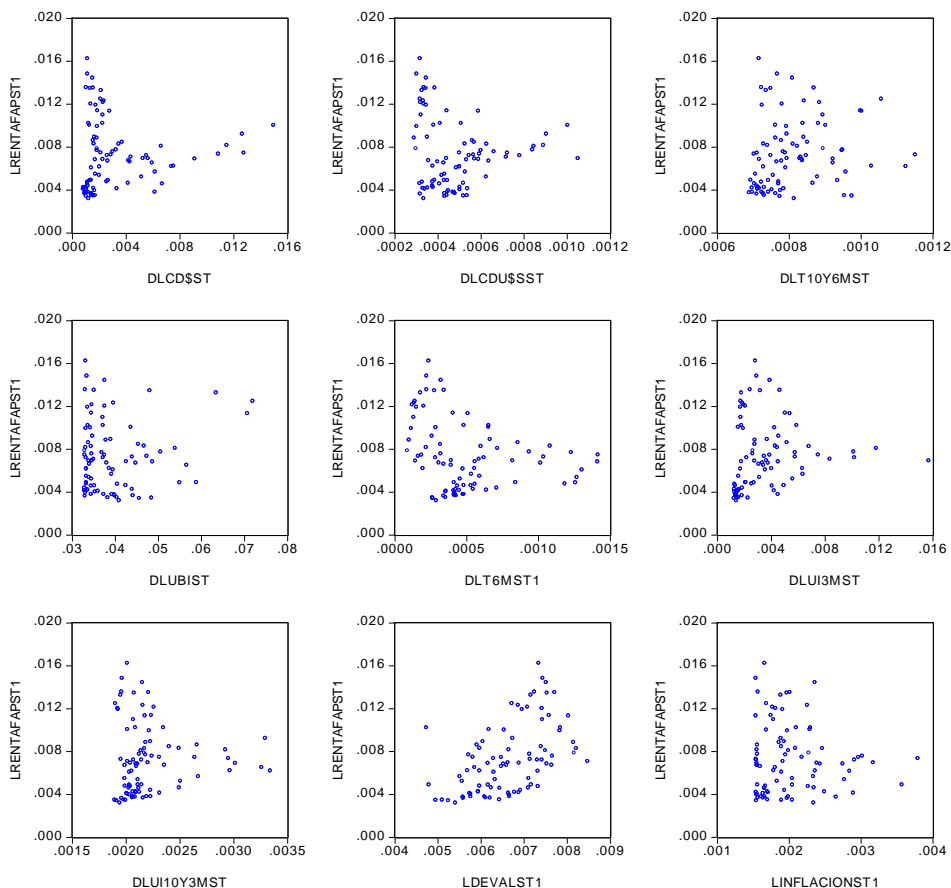 .020 .020 .020
.016 .016 .016
.012 .012 .012
.008 .008 .008
.004 .004 .004
.000 .000 .000
LRENTAFAPST1 LRENTAFAPST1 LRENTAFAPST1
.000 .004 .008 .012 .016 .0002 .0004 .0006 .0008 .0010 .0012 .0006 .0008 .0010 .0012
DLCD$ST DLCDU$SST DLT10Y6MST
.020 .020 .020
.016 .016 .016
.012 .012 .012
.008 .008 .008
.004 .004 .004
.000 .000 .000
LRENTAFAPST1 LRENTAFAPST1 LRENTAFAPST1
.03 .04 .05 .06 .07 .08 .0000 .0005 .0010 .0015 .000 .004 .008 .012 .016
DLUBIST DLT6MST1 DLUI3MST
.020 .020 .020
.016 .016 .016
.012 .012 .012
.008 .008 .008
.004 .004 .004
.000 .000 .000
LRENTAFAPST1 LRENTAFAPST1 LRENTAFAPST1
.0015 .0020 .0025 .0030 .0035 .004 .005 .006 .007 .008 .009 .001 .002 .003 .004
DLUI10Y3MST LDEVALST1 LINFLACIONST1